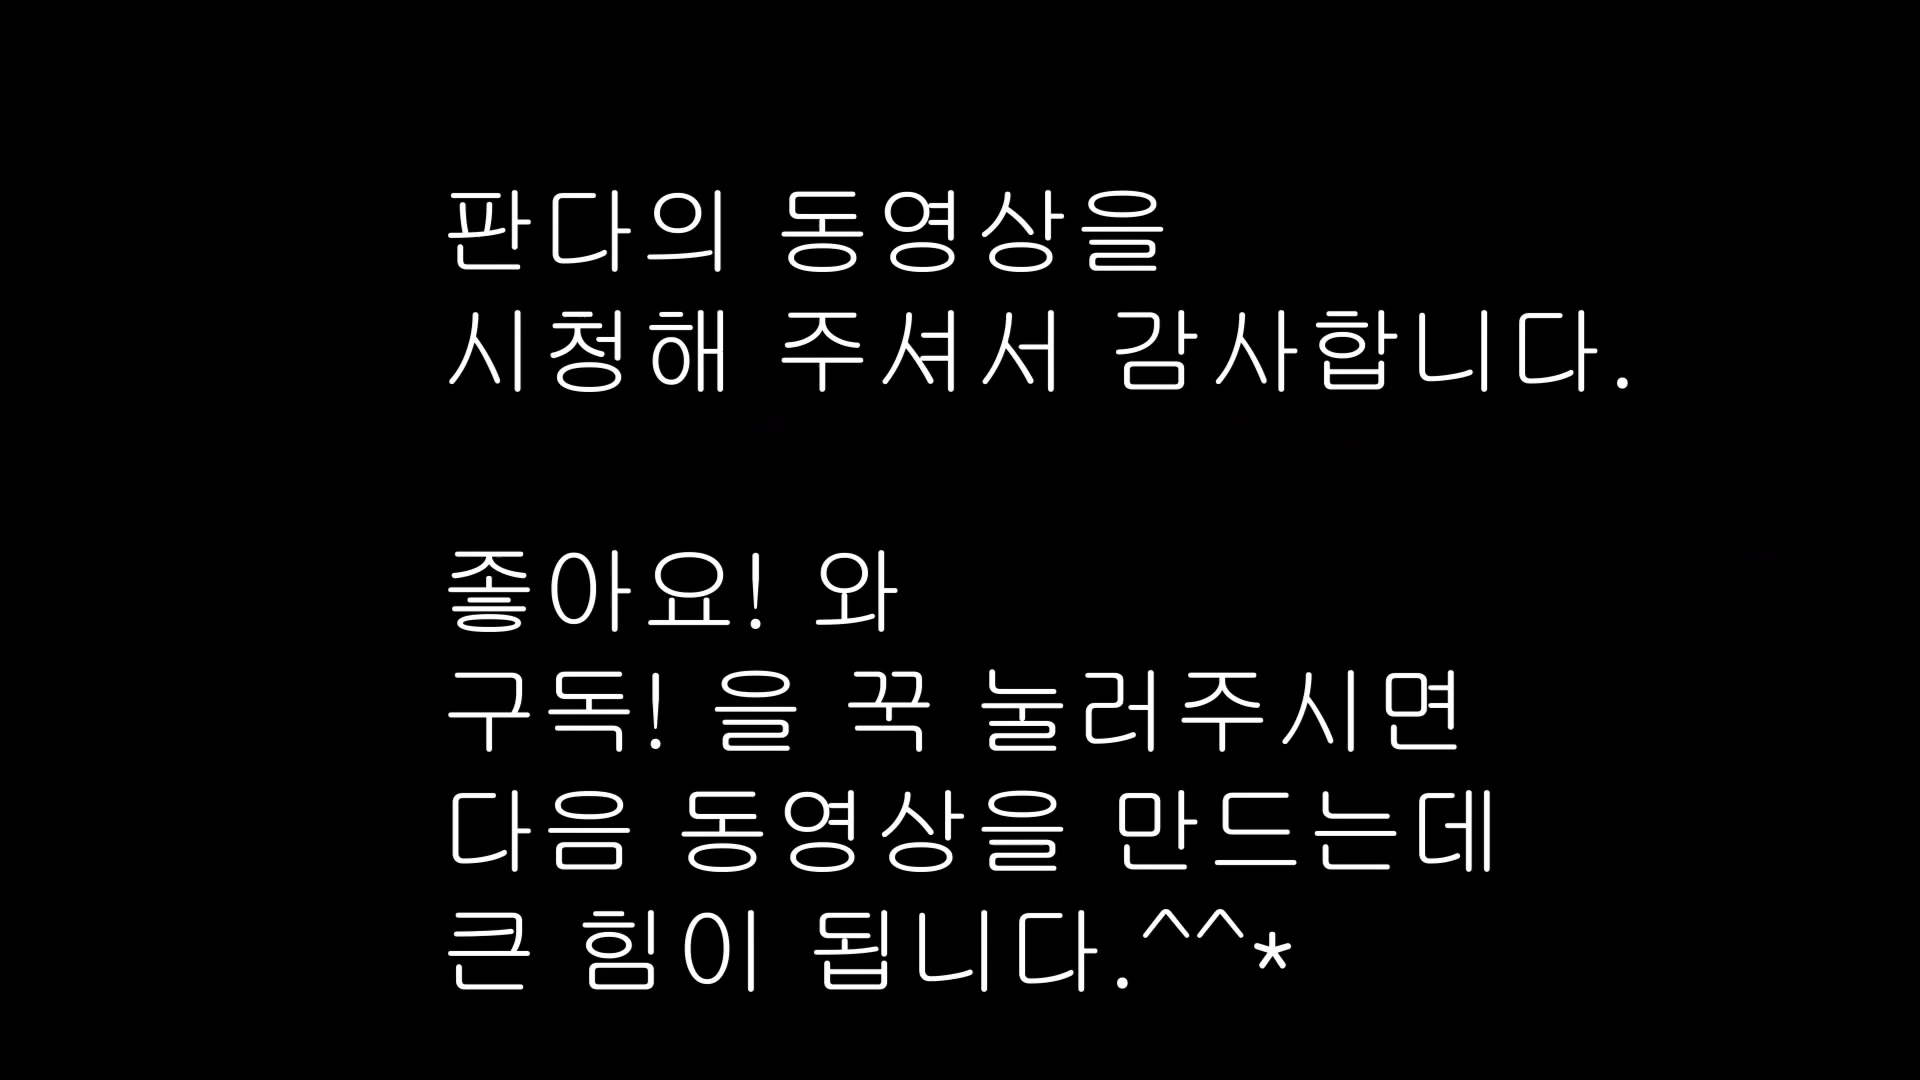 판다의 동영상을
시청해 주셔서 감사합니다.
좋아요! 와
구독! 을 꾹 눌러주시면
다음 동영상을 만드는데
큰 힘이 됩니다.^^*